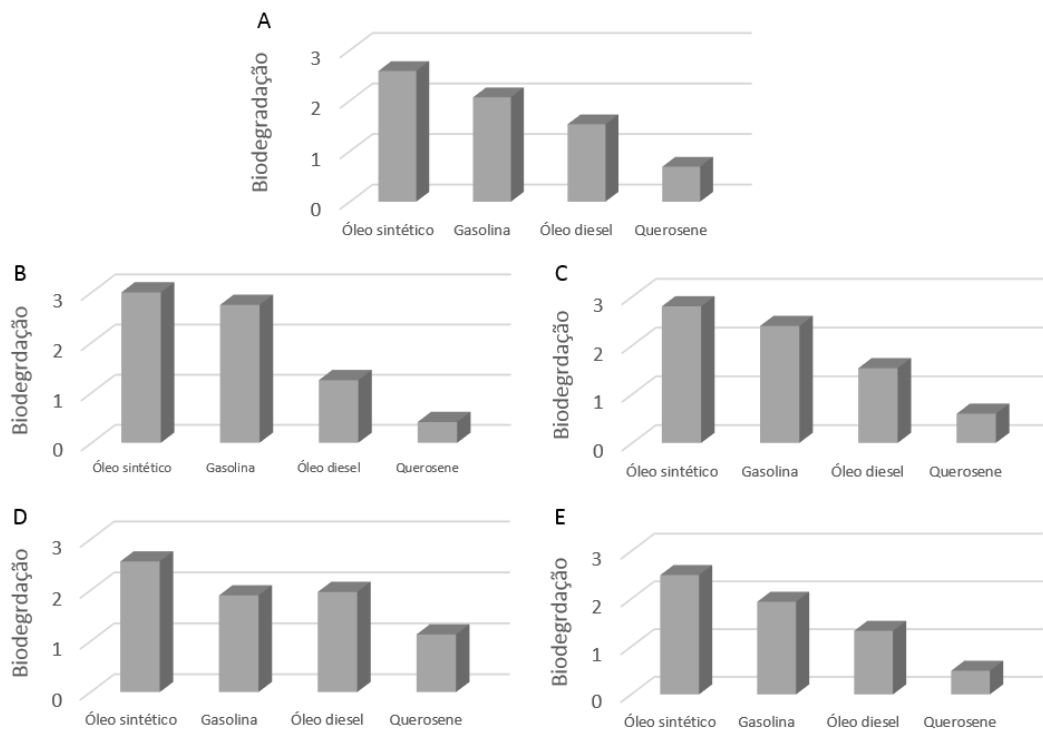 A
Biodegradação
3
2
1
0
Óleo sintético Gasolina Óleo diesel Querosene
B
Biodegrdação
3
2
1
0
Óleo sintético Gasolina Óleo diesel Querosene
C
Biodegrdação
3
2
1
0
Óleo sintético Gasolina Óleo diesel Querosene
D
Biodegrdação
3
2
1
0
Óleo sintético Gasolina Óleo diesel Querosene
E
Biodegrdação
3
2
1
0
Óleo sintético Gasolina Óleo diesel Querosene